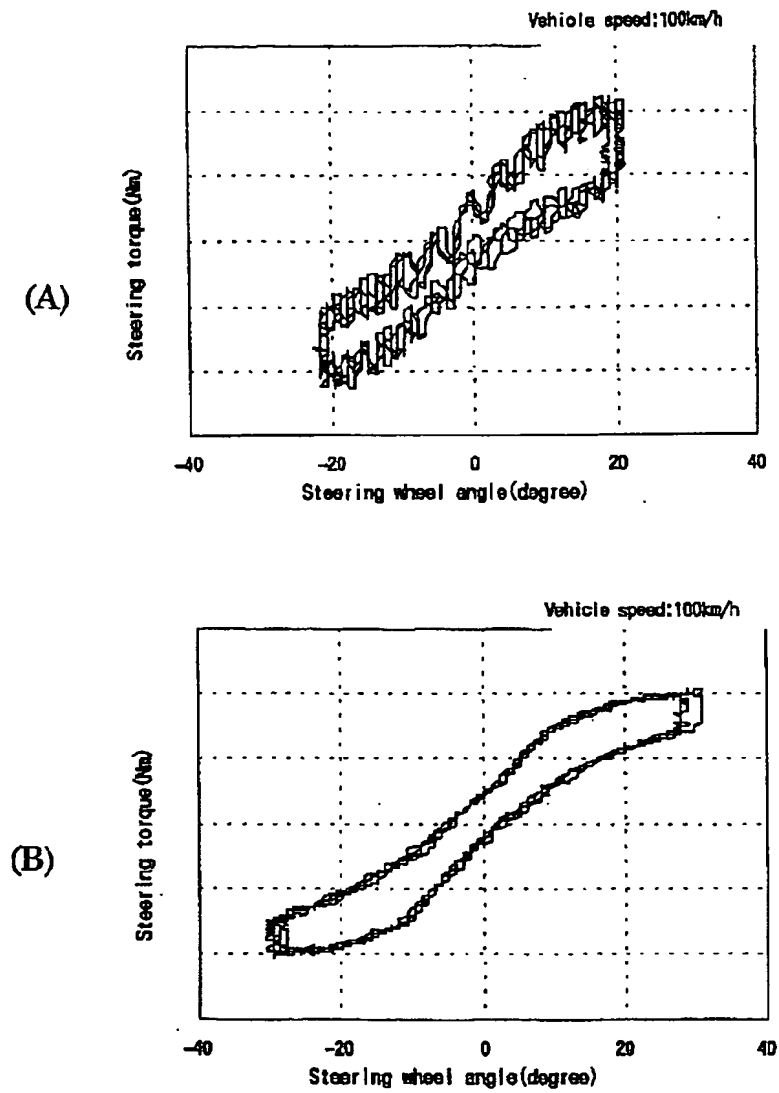 Vehicle speed:100km/h
Steering torque(Nm)
(A)
-40 -20 0 20 40
Steering wheel angle(degree)
Vehicle speed:100km/h
Steering torque(Nm)
(B)
-40 -20 0 20 40
Steering wheel angle(degree)